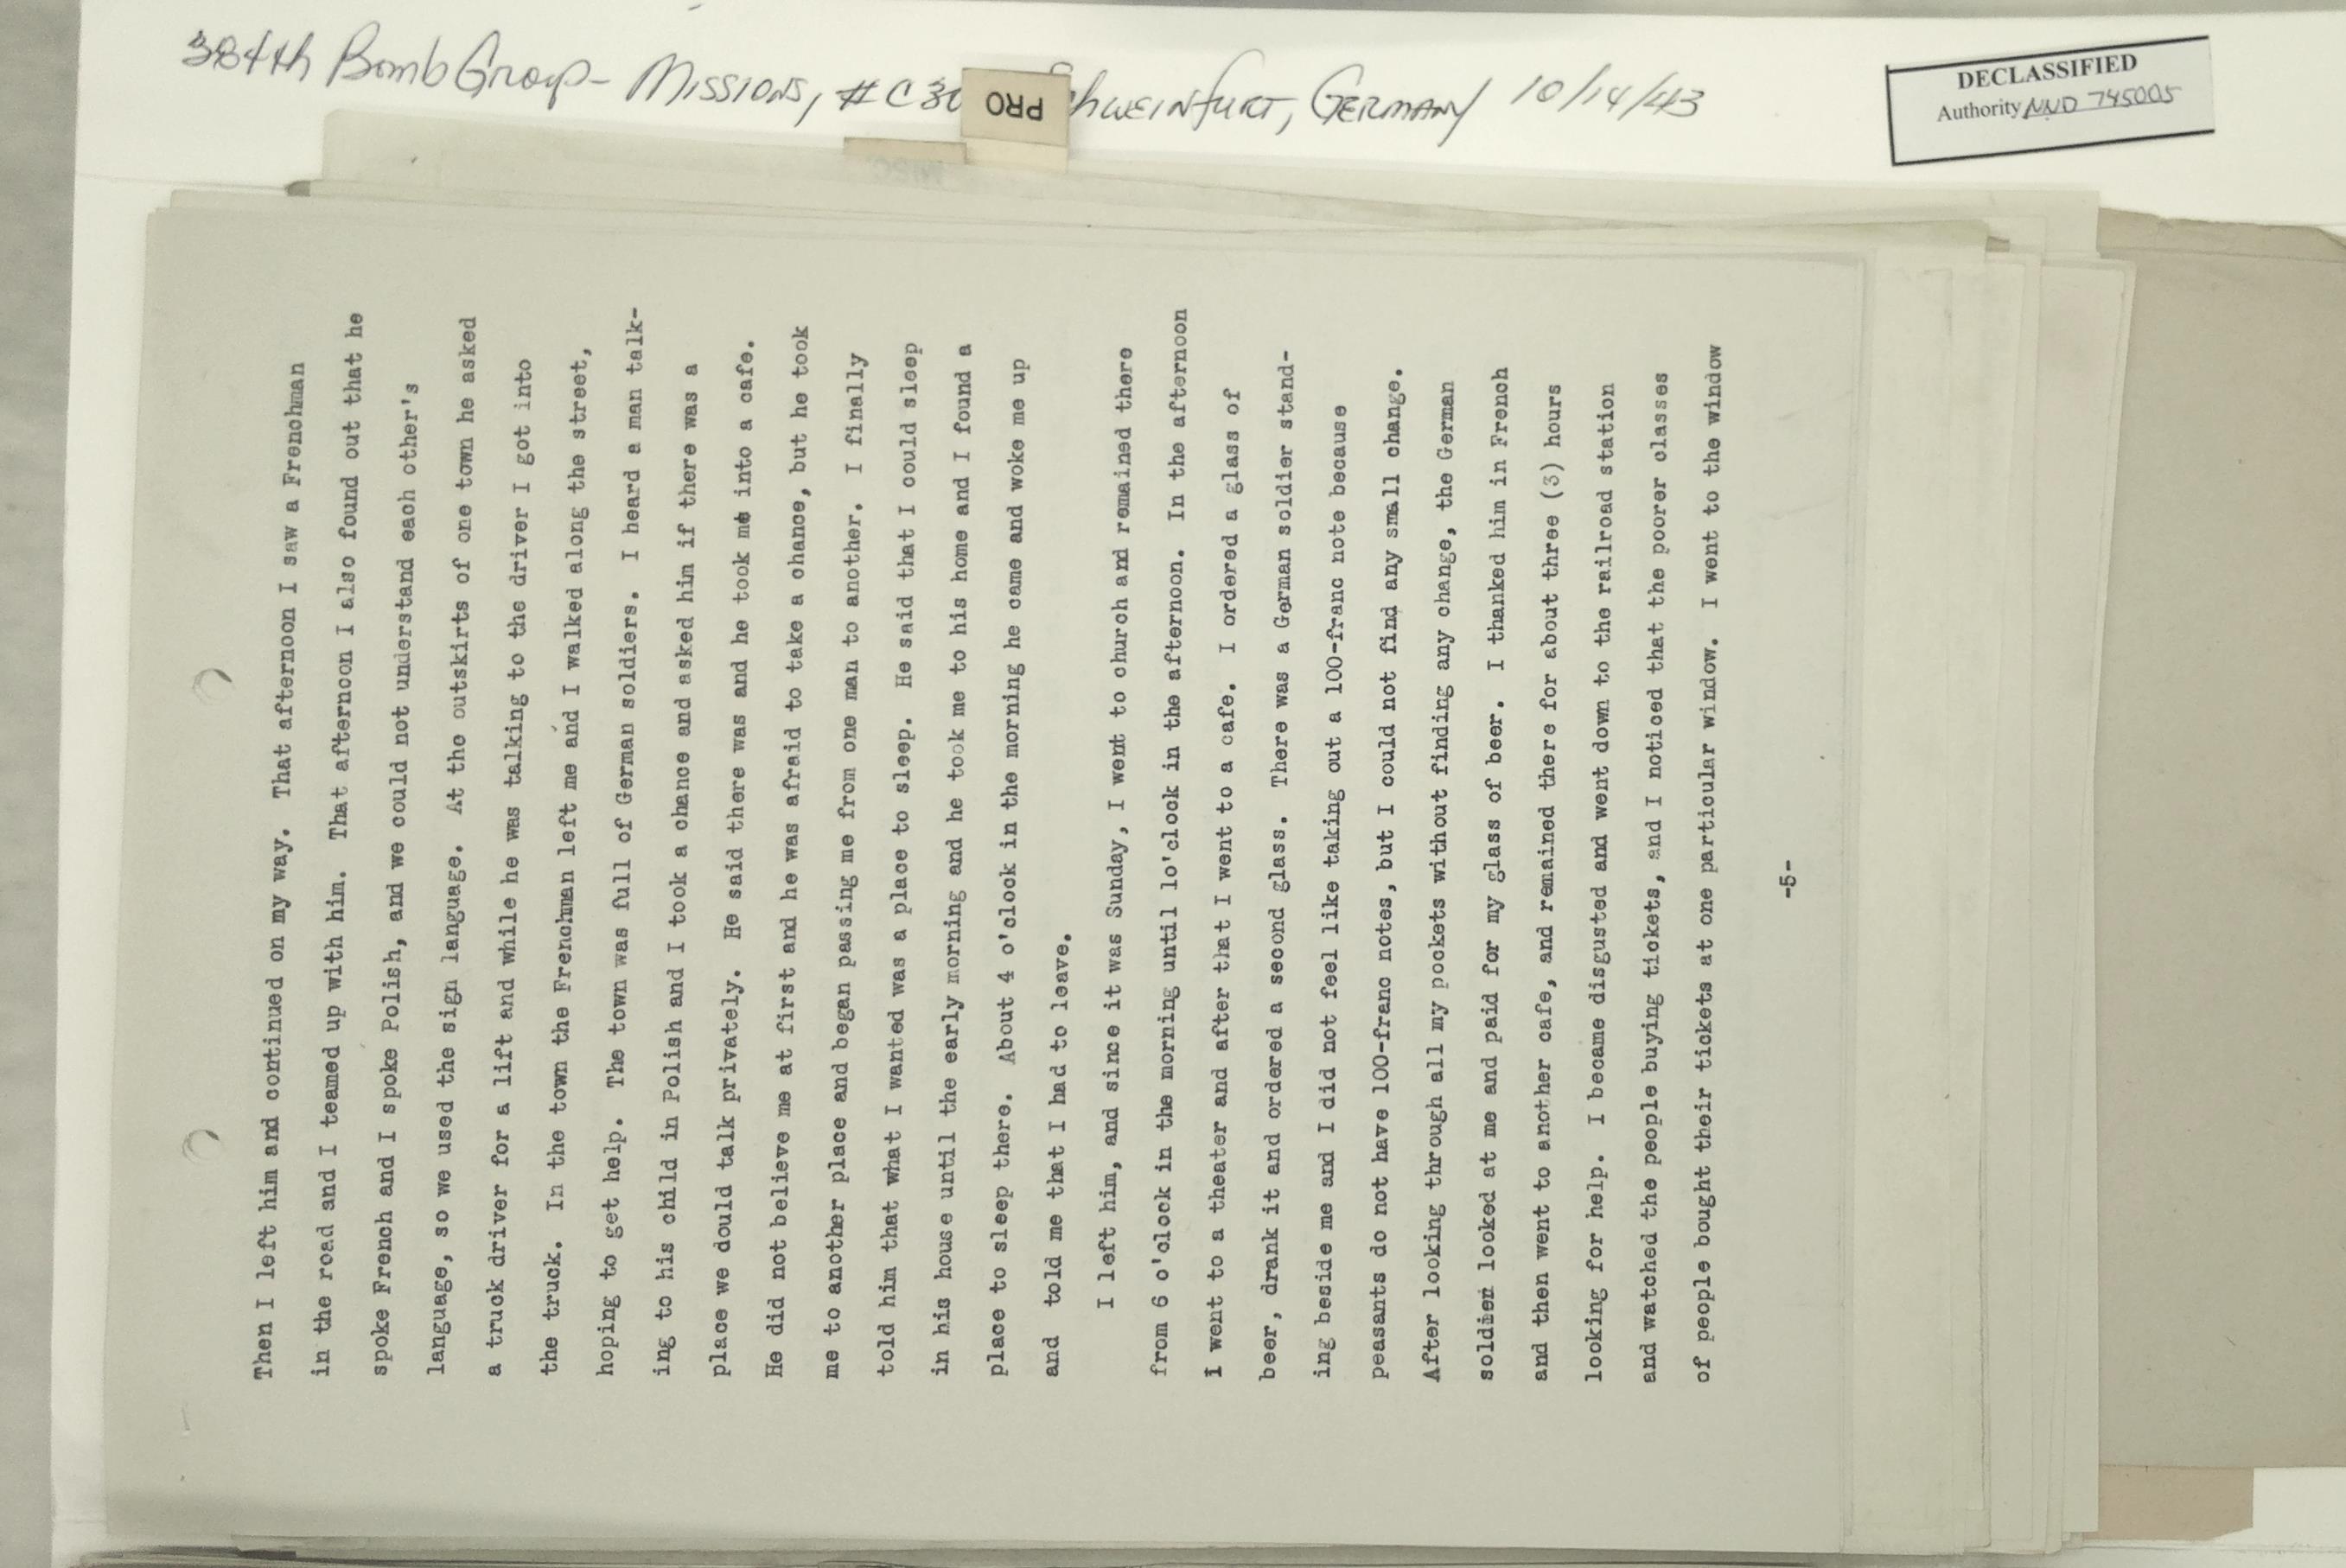 384th Bomb Group - Missions, #C30 chweinfurt, Germany 10/14/43
PRO
DECLASSIFIED
Authority NND 745005
Then I left him and continued on my way. That afternoon I saw a Frenchman
in the road and I teamed up with him. That afternoon I also found out that he
spoke French and I spoke Polish, and we could not understand each other's
language, so we used the sign language. At the outskirts of one town he asked
a truck driver for a lift and while he was talking to the driver I got into
the truck. In the town the Frenchman left me and I walked along the street,
hoping to get help. The town was full of German soldiers. I heard a man talk-
ing to his child in Polish and I took a chance and asked him if there was a
place we dould talk privately. He said there was and he took me into a cafe.
He did not believe me at first and he was afraid to take a chance, but he took
me to another place and began passing me from one man to another. I finally
told him that what I wanted was a place to sleep. He said that I could sleep
in his house until the early morning and he took me to his home and I found a
place to sleep there. About 4 o'clock in the morning he came and woke me up
and told me that I had to leave.
I left him, and since it was Sunday, I went to church and remained there
from 6 o'clock in the morning until 1o'clock in the afternoon. In the afternoon
I went to a theater and after that I went to a cafe. I ordered a glass of
beer, drank it and ordered a second glass. There was a German soldier stand-
ing beside me and I did not feel like taking out a 100-franc note because
peasants do not have 100-franc notes, but I could not find any small change.
After looking through all my pockets without finding any change, the German
soldier looked at me and paid for my glass of beer. I thanked him in French
and then went to another cafe, and remained there for about three (3) hours
looking for help. I became disgusted and went down to the railroad station
and watched the people buying tickets, and I noticed that the poorer classes
of people bought their tickets at one particular window. I went to the window
-5-